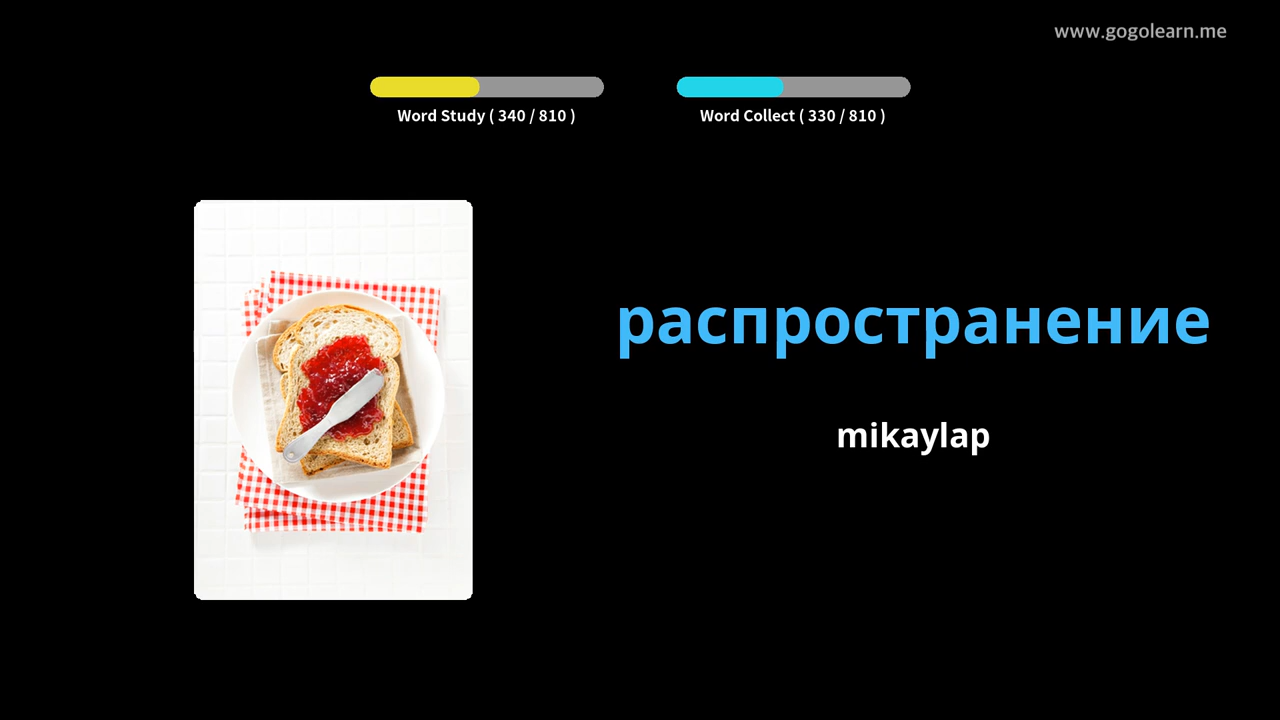 www.gogolearn.me
Word Study ( 340 / 810 )
Word Collect ( 330 / 810 )
распространение
mikaylap